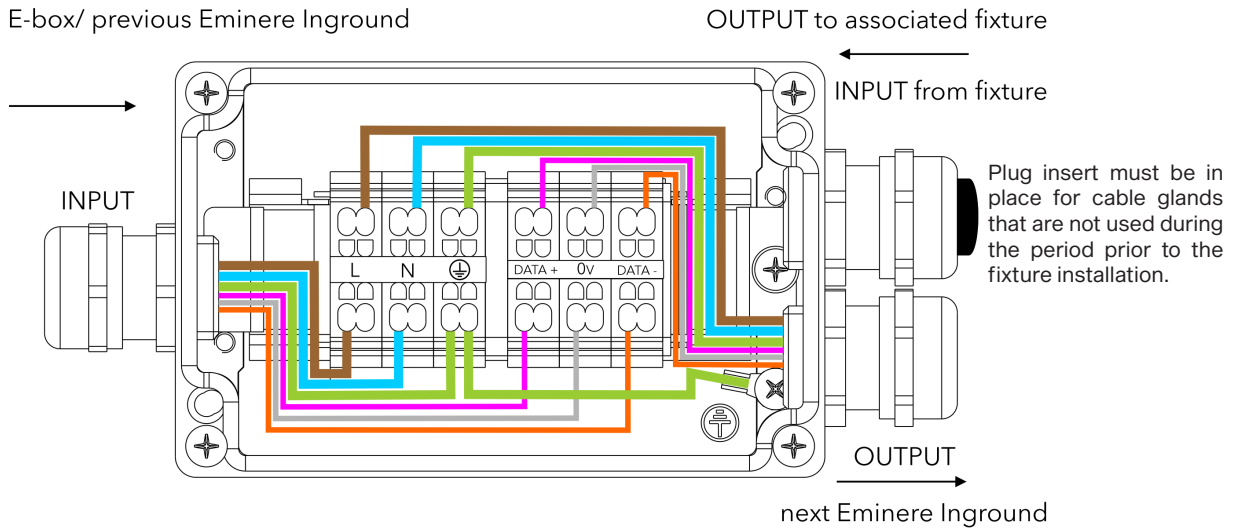 E-box/ previous Eminere Inground
OUTPUT to associated fixture
INPUT from fixture
Plug insert must be in
place for cable glands
that are not used during
the period prior to the
fixture installation.
INPUT
L N DATA + 0V DATA -
OUTPUT
next Eminere Inground